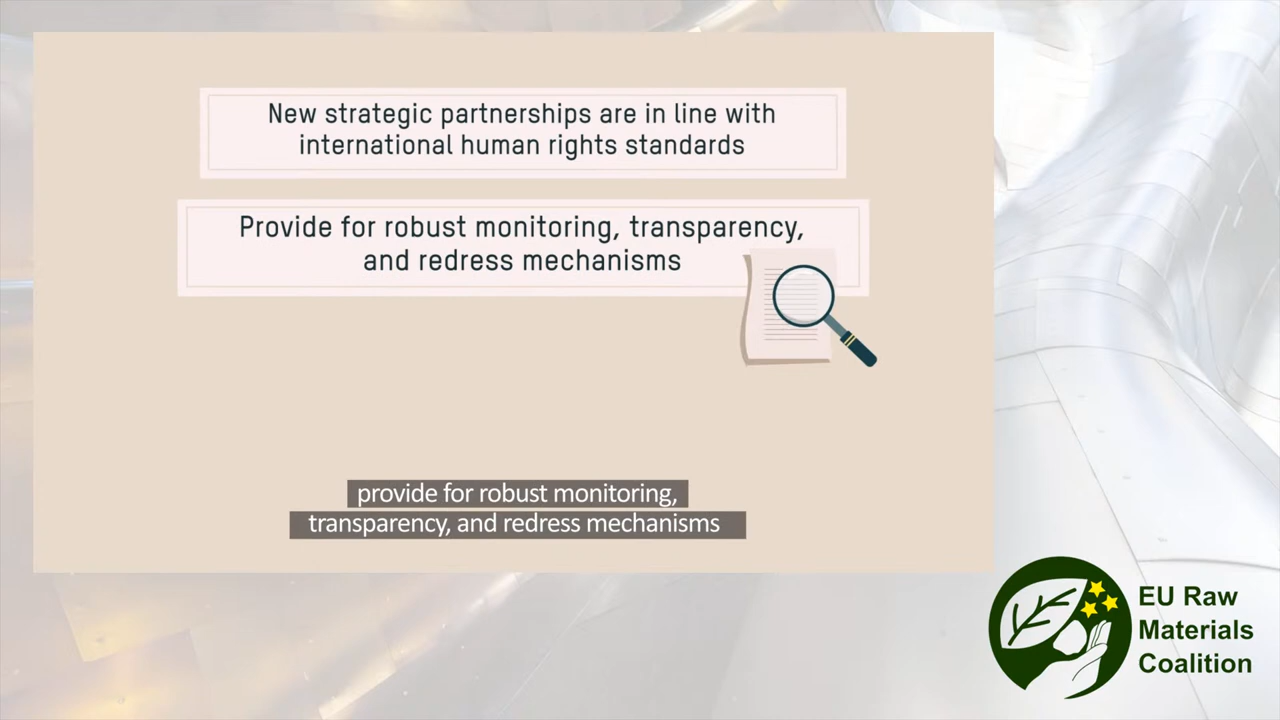 New strategic partnerships are in line with
international human rights standards
Provide for robust monitoring, transparency,
and redress mechanisms
provide for robust monitoring,
transparency, and redress mechanisms
EU Raw
Materials
Coalition